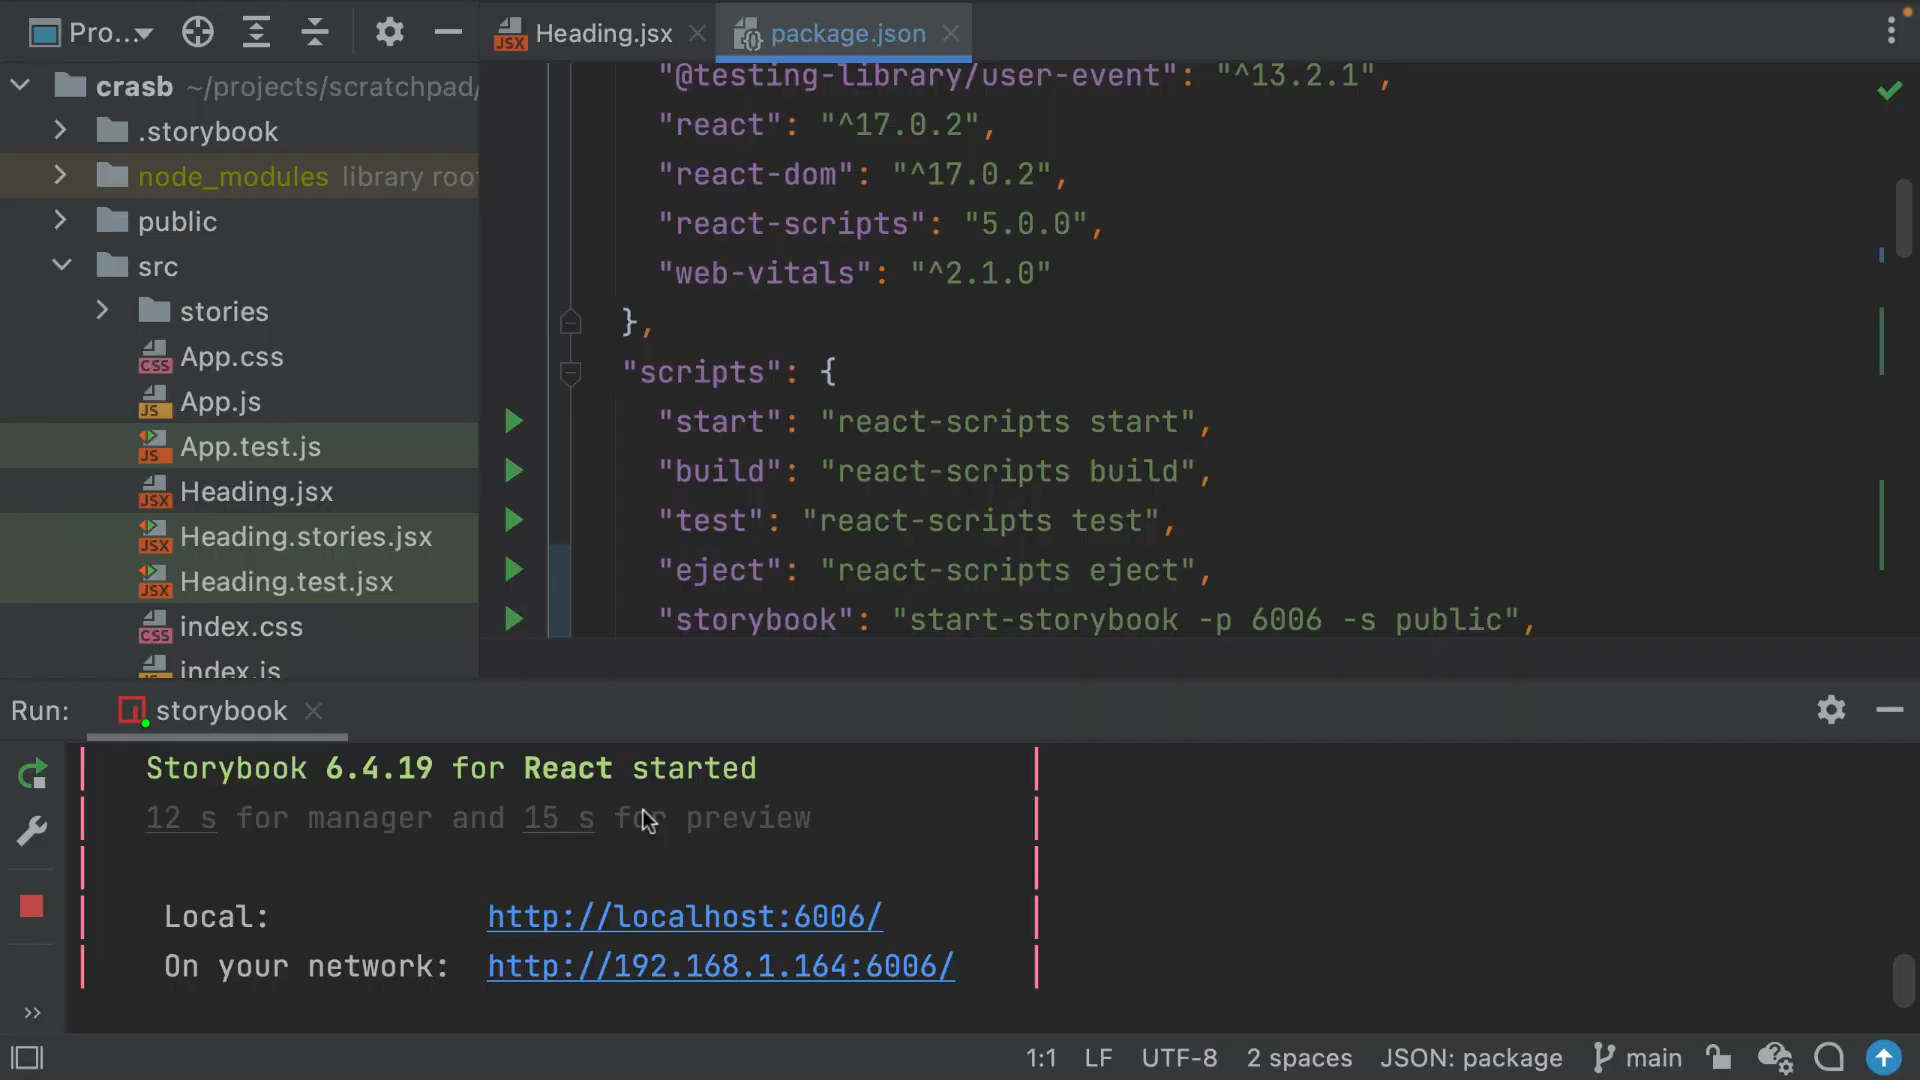 Pro...
Heading.jsx
package.json
crasb ~/projects/scratchpad/
.storybook
node_modules library roo
public
src
stories
App.css
App.js
App.test.js
Heading.jsx
Heading.stories.jsx
Heading.test.jsx
index.css
index.js
"@testing-library/user-event": "^13.2.1",
"react": "^17.0.2",
"react-dom": "^17.0.2",
"react-scripts": "5.0.0",
"web-vitals": "^2.1.0"
},
"scripts": {
"start": "react-scripts start",
"build": "react-scripts build",
"test": "react-scripts test",
"eject": "react-scripts eject",
"storybook": "start-storybook -p 6006 -s public",
Run: storybook
Storybook 6.4.19 for React started
12 s for manager and 15 s for preview
Local: http://localhost:6006/
On your network: http://192.168.1.164:6006/
1:1 LF UTF-8 2 spaces JSON: package main